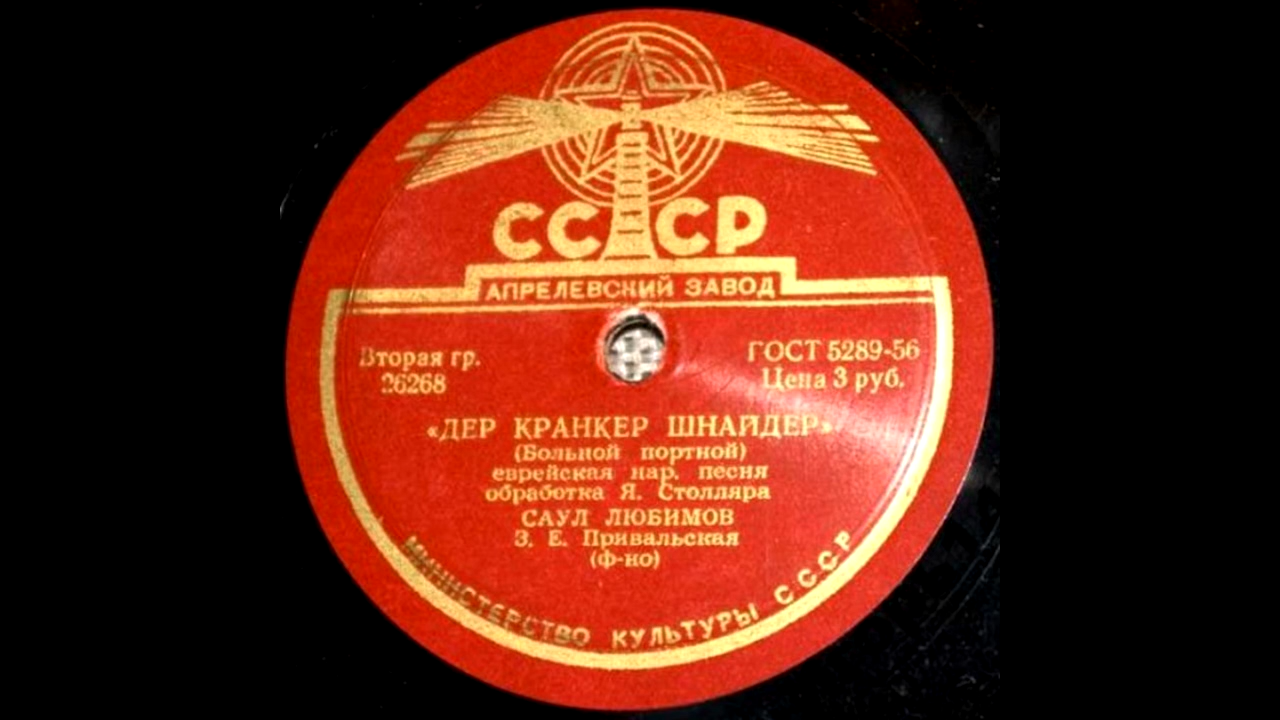 СССР
АПРЕЛЕВСКИЙ ЗАВОД
Вторая гр.
26268
ГОСТ 5289-56
Цена 3 руб.
«ДЕР КРАНКЕР ШНАЙДЕР»
(Больной портной)
еврейская нар. песня
обработка Я. Столляра
САУЛ ЛЮБИМОВ
З. Е. Привальская
(ф-но)
МИНИСТЕРСТВО КУЛЬТУРЫ СССР